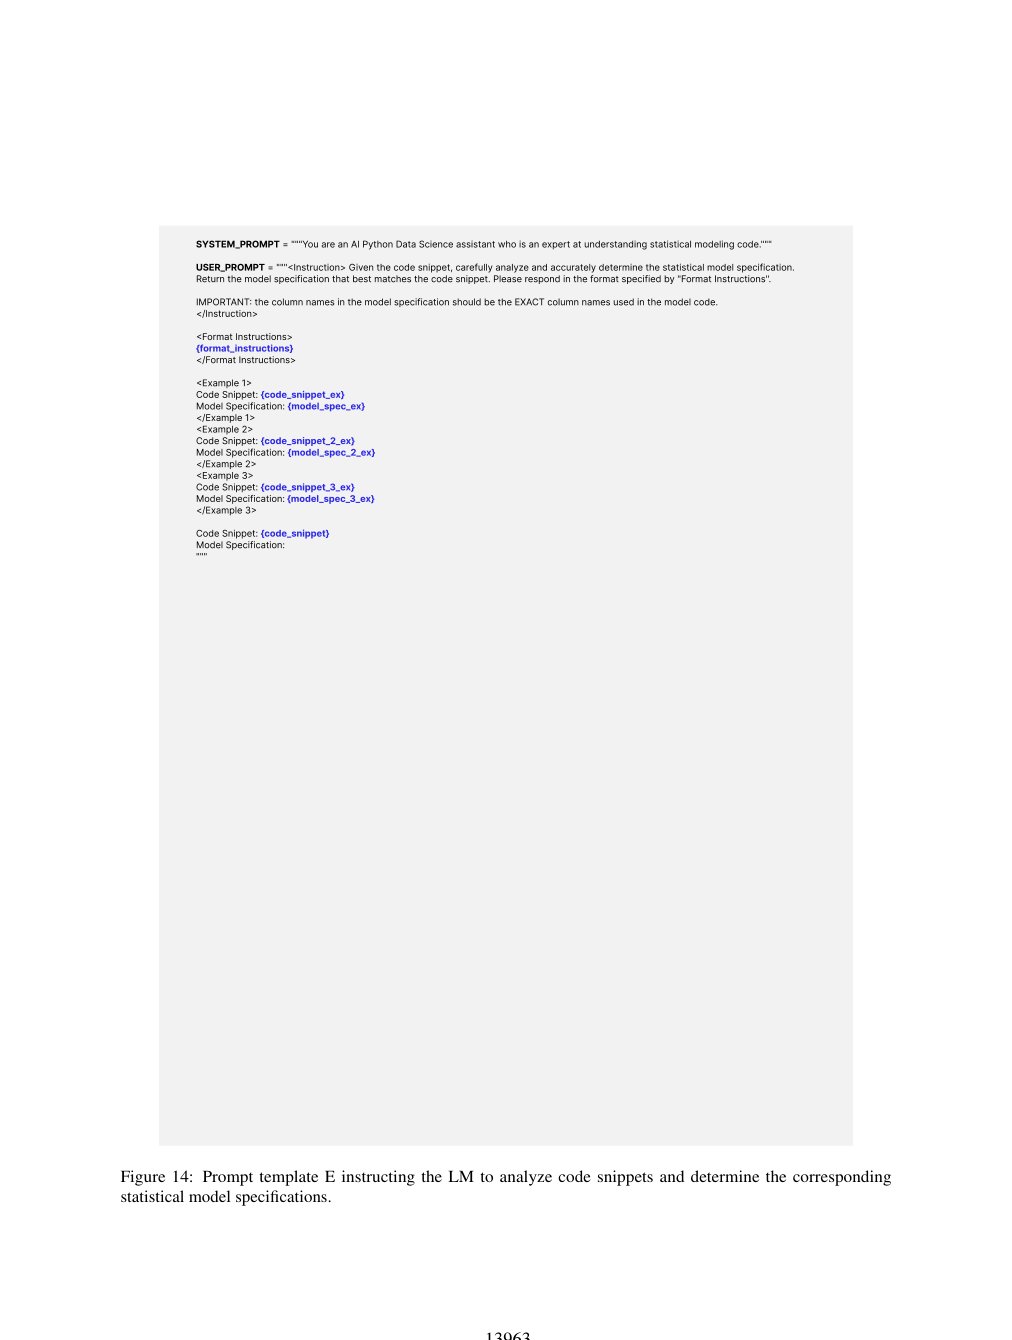 SYSTEM_PROMPT = """You are an AI Python Data Science assistant who is an expert at understanding statistical modeling code."""
USER_PROMPT = """<Instruction> Given the code snippet, carefully analyze and accurately determine the statistical model specification.
Return the model specification that best matches the code snippet. Please respond in the format specified by "Format Instructions".
IMPORTANT: the column names in the model specification should be the EXACT column names used in the model code.
</Instruction>
<Format Instructions>
{format_instructions}
</Format Instructions>
<Example 1>
Code Snippet: {code_snippet_ex}
Model Specification: {model_spec_ex}
</Example 1>
<Example 2>
Code Snippet: {code_snippet_2_ex}
Model Specification: {model_spec_2_ex}
</Example 2>
<Example 3>
Code Snippet: {code_snippet_3_ex}
Model Specification: {model_spec_3_ex}
</Example 3>
Code Snippet: {code_snippet}
Model Specification:
"""
Figure 14: Prompt template E instructing the LM to analyze code snippets and determine the corresponding
statistical model specifications.
13963